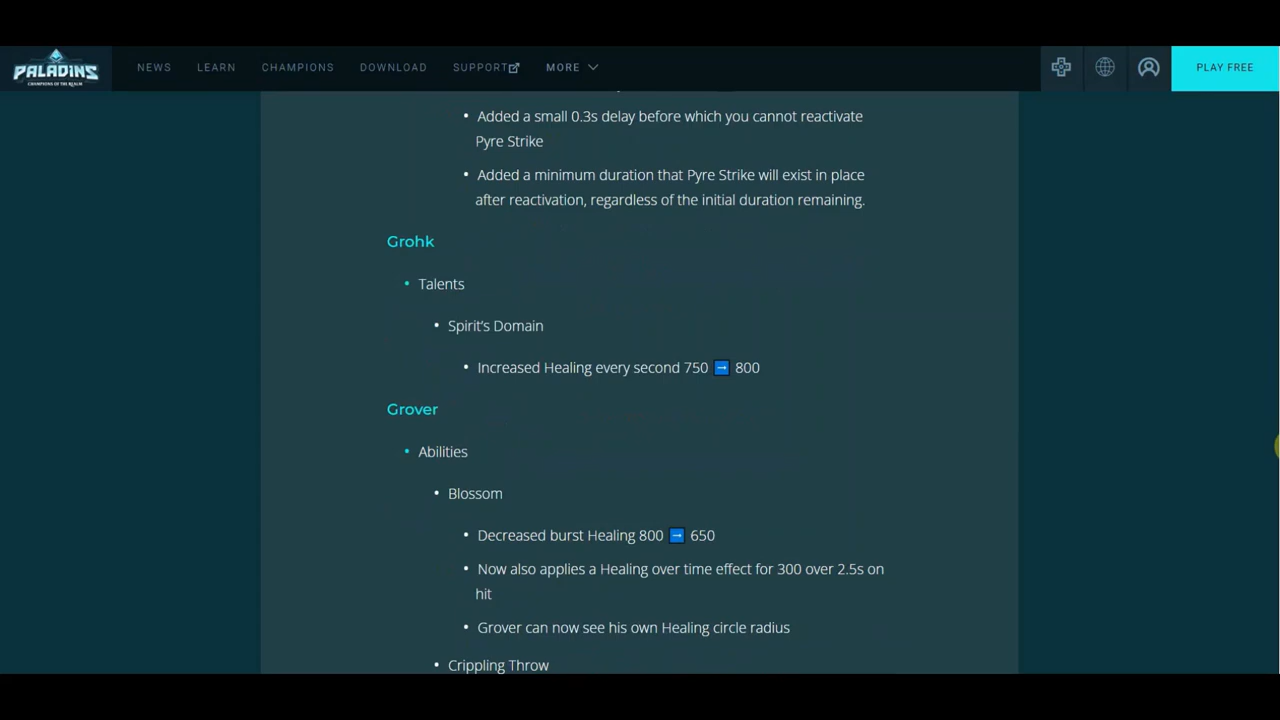 PALADINS
CHAMPIONS OF THE REALM
NEWS
LEARN
CHAMPIONS
DOWNLOAD
SUPPORT
MORE
PLAY FREE
• Added a small 0.3s delay before which you cannot reactivate
Pyre Strike
• Added a minimum duration that Pyre Strike will exist in place
after reactivation, regardless of the initial duration remaining.
Grohk
• Talents
• Spirit's Domain
• Increased Healing every second 750 → 800
Grover
• Abilities
• Blossom
• Decreased burst Healing 800 → 650
• Now also applies a Healing over time effect for 300 over 2.5s on
hit
• Grover can now see his own Healing circle radius
• Crippling Throw